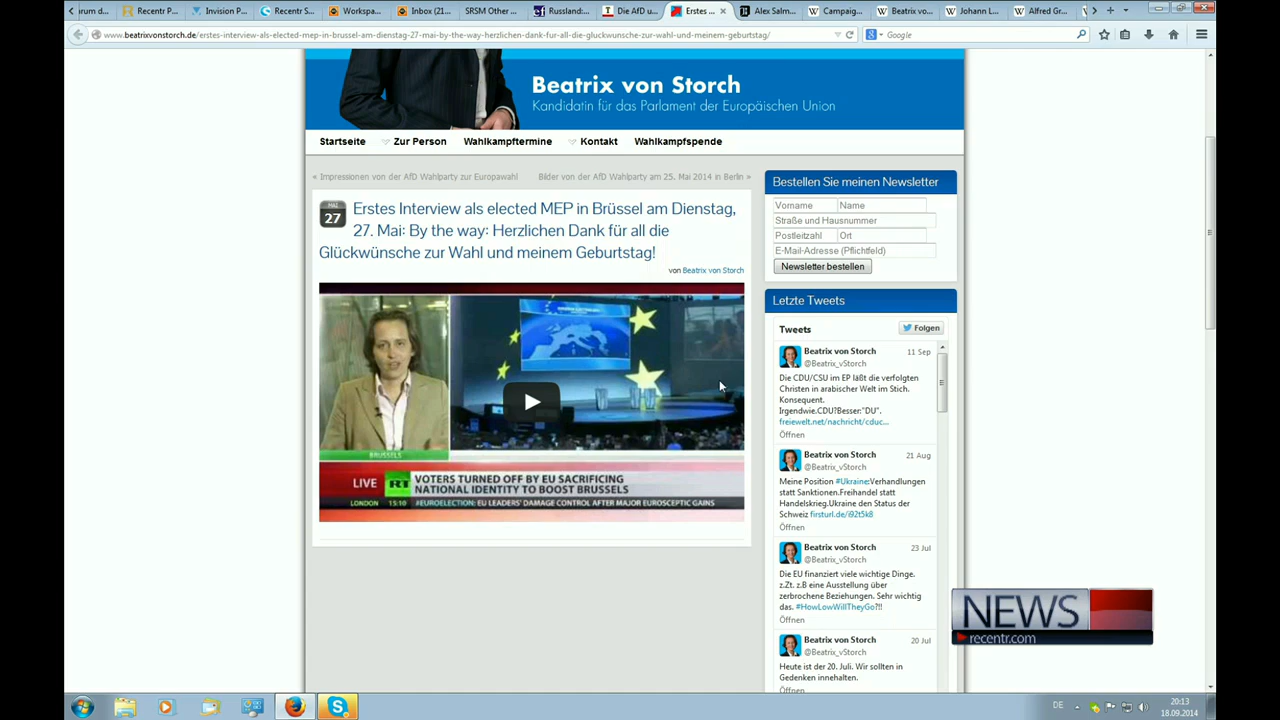 urum d...
Recentr P...
Invision P...
Recentr S...
Workspa...
Inbox (21...
SRSM Other ...
Russland:...
Die AfD u...
Erstes ...
Alex Salm...
Campaig...
Beatrix vo...
Johann L...
Alfred Gr...
www.beatrixvonstorch.de/erstes-interview-als-elected-mep-in-brussel-am-dienstag-27-mai-by-the-way-herzlichen-dank-fur-all-die-gluckwunsche-zur-wahl-und-meinem-geburtstag/
Google
Beatrix von Storch
Kandidatin für das Parlament der Europäischen Union
Startseite Zur Person Wahlkampftermine Kontakt Wahlkampfspende
« Impressionen von der AfD Wahlparty zur Europawahl
Bilder von der AfD Wahlparty am 25. Mai 2014 in Berlin »
MAI
27
Erstes Interview als elected MEP in Brüssel am Dienstag,
27. Mai: By the way: Herzlichen Dank für all die
Glückwünsche zur Wahl und meinem Geburtstag!
von Beatrix von Storch
BRUSSELS
LIVE RT VOTERS TURNED OFF BY EU SACRIFICING
NATIONAL IDENTITY TO BOOST BRUSSELS
LONDON 15:10 #EUROELECTION: EU LEADERS' DAMAGE CONTROL AFTER MAJOR EUROSCEPTIC GAINS
Bestellen Sie meinen Newsletter
Vorname Name
Straße und Hausnummer
Postleitzahl Ort
E-Mail-Adresse (Pflichtfeld)
Newsletter bestellen
Letzte Tweets
Tweets Folgen
Beatrix von Storch 11 Sep
@Beatrix_vStorch
Die CDU/CSU im EP läßt die verfolgten
Christen in arabischer Welt im Stich.
Konsequent.
Irgendwie.CDU?Besser:"DU".
freiewelt.net/nachricht/cduc...
Öffnen
Beatrix von Storch 21 Aug
@Beatrix_vStorch
Meine Position #Ukraine:Verhandlungen
statt Sanktionen.Freihandel statt
Handelskrieg.Ukraine den Status der
Schweiz firsturl.de/i92t5k8
Öffnen
Beatrix von Storch 23 Jul
@Beatrix_vStorch
Die EU finanziert viele wichtige Dinge.
z.Zt. z.B eine Ausstellung über
zerbrochene Beziehungen. Sehr wichtig
das. #HowLowWillTheyGo?!!
Öffnen
Beatrix von Storch 20 Jul
@Beatrix_vStorch
Heute ist der 20. Juli. Wir sollten in
Gedenken innehalten.
Öffnen
NEWS
recentr.com
DE
20:13
18.09.2014